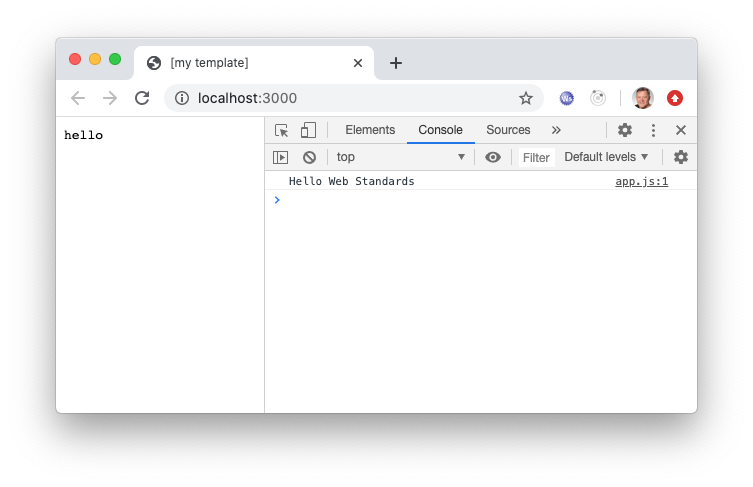 [my template]
localhost:3000
hello
Elements Console Sources
top Filter Default levels
Hello Web Standards app.js:1